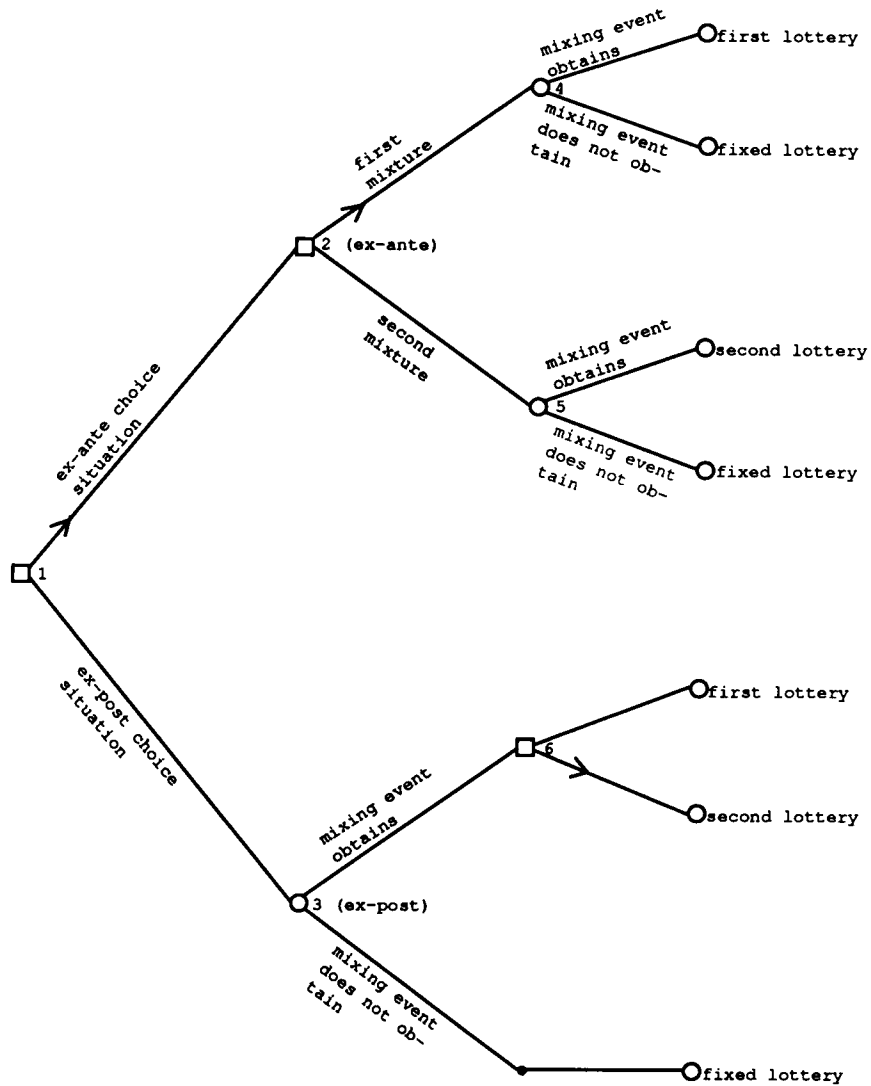 mixing event
obtains
first lottery
4
mixing event
does not ob-
tain
fixed lottery
first
mixture
2 (ex-ante)
second
mixture
mixing event
obtains
second lottery
5
mixing event
does not ob-
tain
fixed lottery
ex-ante choice
situation
1
ex-post choice
situation
first lottery
6
second lottery
mixing event
obtains
3 (ex-post)
mixing event
does not ob-
tain
fixed lottery